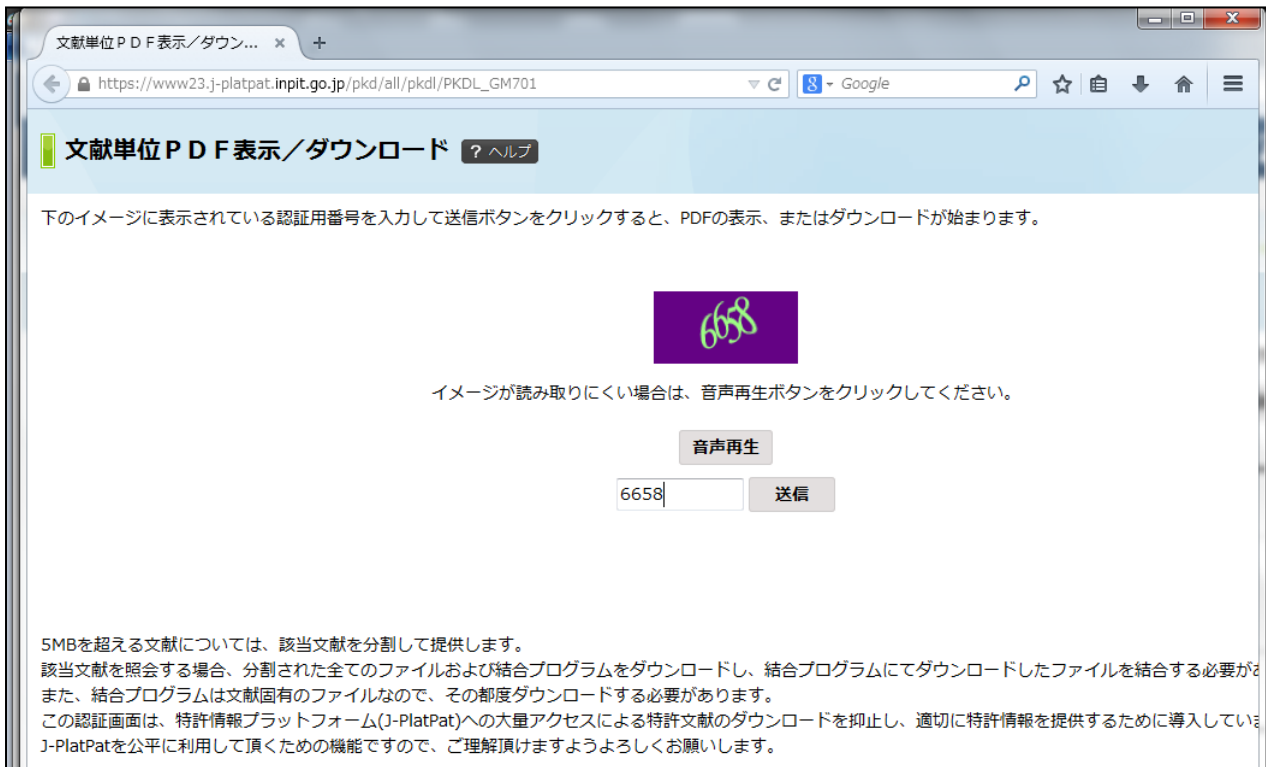 文献単位ＰＤＦ表示／ダウン... × +
https://www23.j-platpat.inpit.go.jp/pkd/all/pkdl/PKDL_GM701
8 Google
文献単位ＰＤＦ表示／ダウンロード ? ヘルプ
下のイメージに表示されている認証用番号を入力して送信ボタンをクリックすると、PDFの表示、またはダウンロードが始まります。
6658
イメージが読み取りにくい場合は、音声再生ボタンをクリックしてください。
音声再生
6658 送信
5MBを超える文献については、該当文献を分割して提供します。
該当文献を照会する場合、分割された全てのファイルおよび結合プログラムをダウンロードし、結合プログラムにてダウンロードしたファイルを結合する必要が
また、結合プログラムは文献固有のファイルなので、その都度ダウンロードする必要があります。
この認証画面は、特許情報プラットフォーム(J-PlatPat)への大量アクセスによる特許文献のダウンロードを抑止し、適切に特許情報を提供するために導入してい
J-PlatPatを公平に利用して頂くための機能ですので、ご理解頂けますようよろしくお願いします。